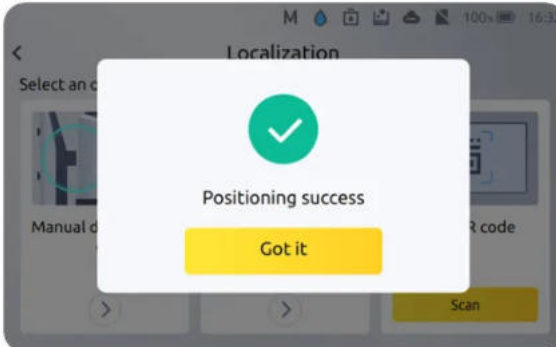 M 100% 16:3
Localization
Select an o
Positioning success
Manual d
R code
Got it
Scan